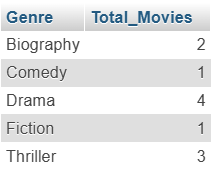 Genre Total_Movies
Biography 2
Comedy 1
Drama 4
Fiction 1
Thriller 3